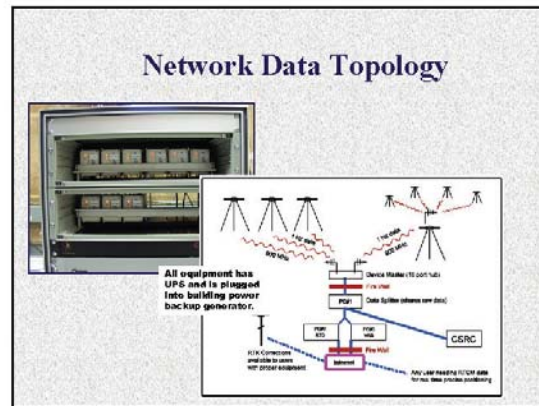 Network Data Topology
1 Hz data
900 MHz
1 Hz data
900 MHz
All equipment has
UPS and is plugged
into building power
backup generator.
Device Master (16 port hub)
Fire Wall
PC#1
Data Splitter (shares raw data)
CSRC
RTK Corrections
available to users
with proper equipment
Fire Wall
Internet
Any user needing RTCM data
for real time precise positioning